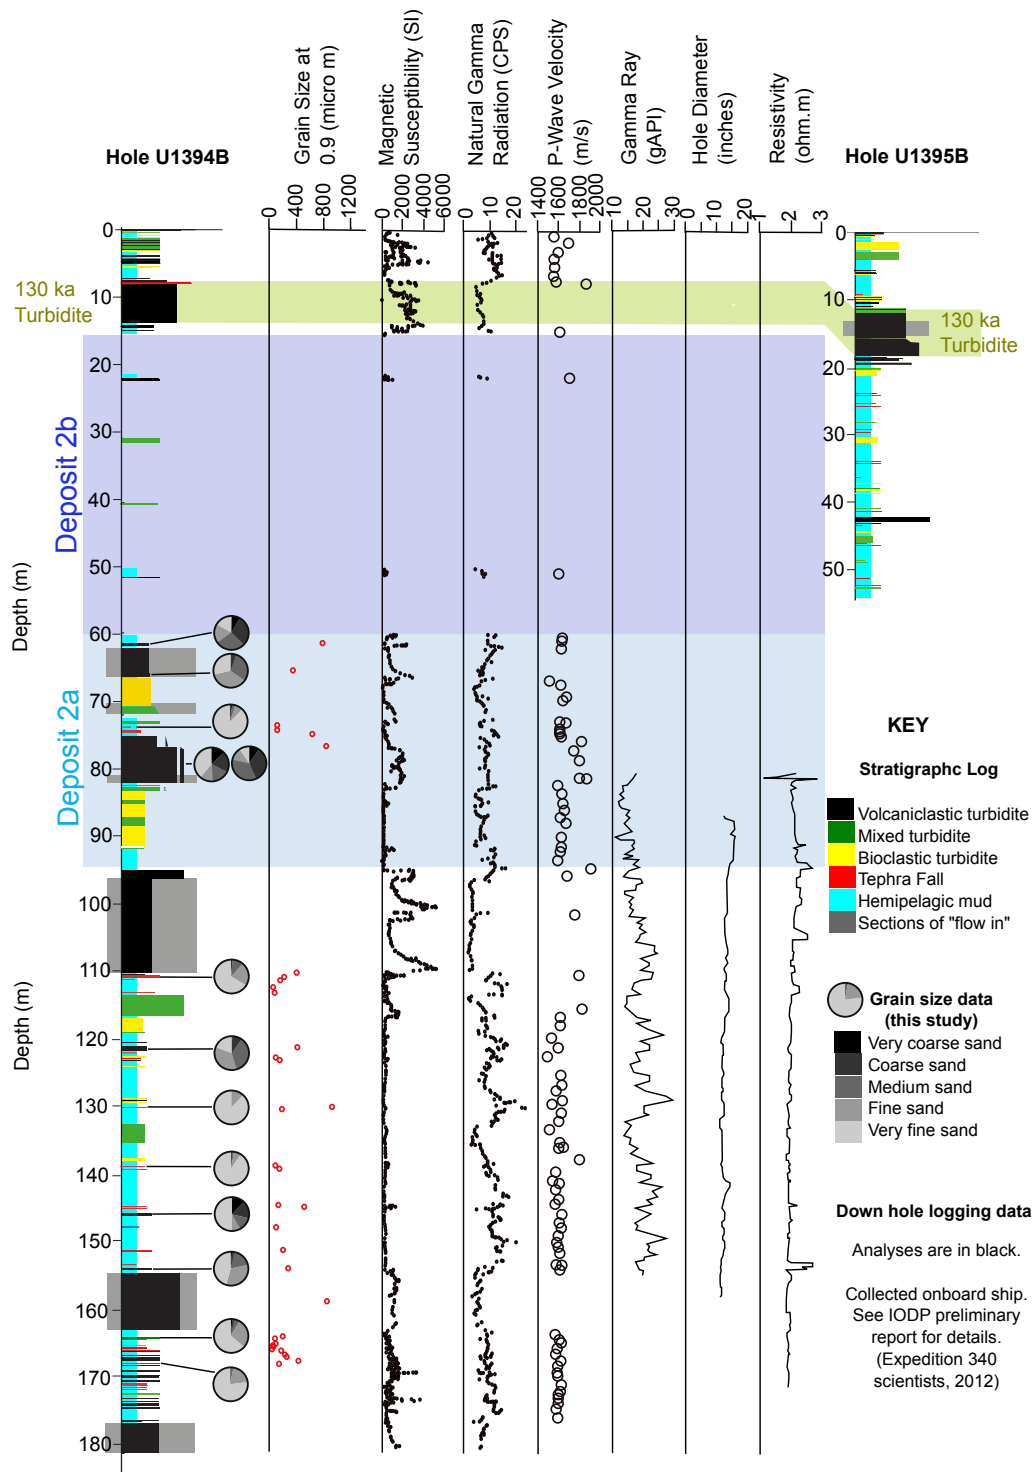 Hole U1394B
Grain Size at
0.9 (micro m)
Magnetic
Susceptibility (SI)
Natural Gamma
Radiation (CPS)
P-Wave Velocity
(m/s)
Gamma Ray
(gAPI)
Hole Diameter
(inches)
Resistivity
(ohm.m)
Hole U1395B
0
400
800
1200
0
2000
4000
6000
0
10
20
1400
1600
1800
2000
10
20
30
0
10
20
1
2
3
130 ka
Turbidite
130 ka
Turbidite
Deposit 2b
Deposit 2a
Depth (m)
Depth (m)
0
10
20
30
40
50
60
70
80
90
100
110
120
130
140
150
160
170
180
0
10
20
30
40
50
KEY
Stratigraphc Log
Volcaniclastic turbidite
Mixed turbidite
Bioclastic turbidite
Tephra Fall
Hemipelagic mud
Sections of "flow in"
Grain size data
(this study)
Very coarse sand
Coarse sand
Medium sand
Fine sand
Very fine sand
Down hole logging data
Analyses are in black.
Collected onboard ship.
See IODP preliminary
report for details.
(Expedition 340
scientists, 2012)